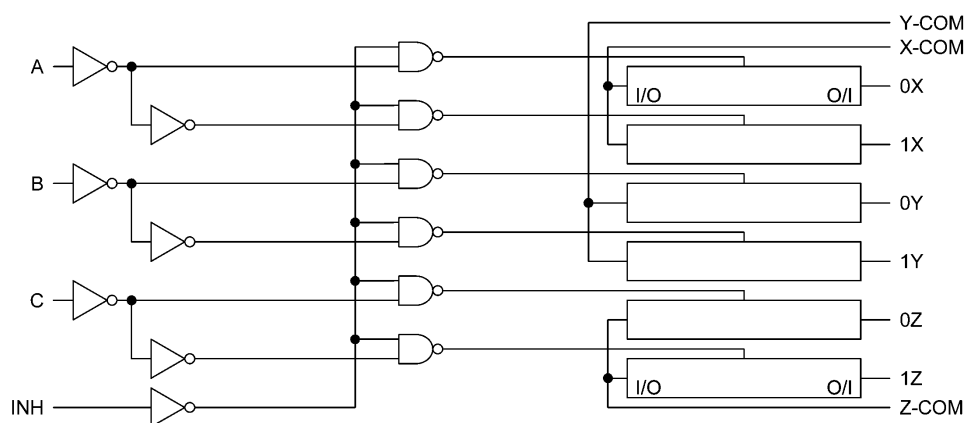 Y-COM
X-COM
A
I/O O/I 0X
1X
B
0Y
1Y
C
0Z
I/O O/I 1Z
INH
Z-COM